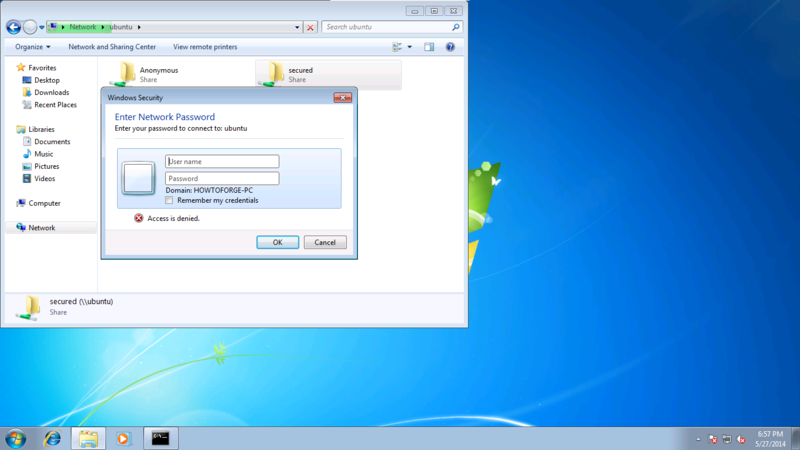 Network ▸ ubuntu ▸
Search ubuntu
Organize
Network and Sharing Center
View remote printers
Favorites
Desktop
Downloads
Recent Places
Libraries
Documents
Music
Pictures
Videos
Computer
Network
Anonymous
Share
secured
Share
Windows Security
Enter Network Password
Enter your password to connect to: ubuntu
User name
Password
Domain: HOWTOFORGE-PC
Remember my credentials
Access is denied.
OK
Cancel
secured (\\ubuntu)
Share
6:57 PM
5/27/2014